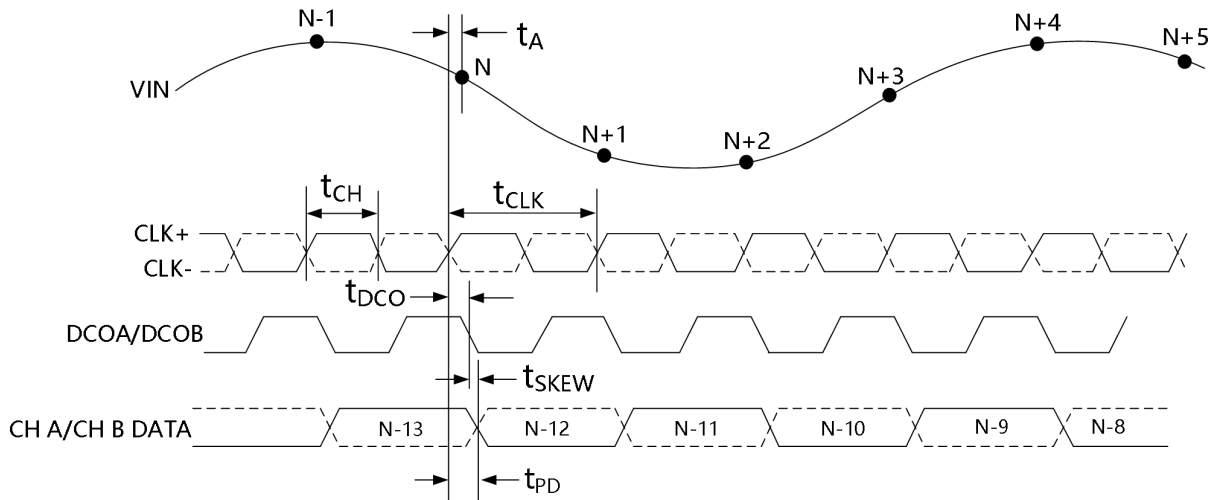 N-1
tA
N
VIN
N+1
N+2
N+3
N+4
N+5
tCH
tCLK
CLK+
CLK-
tDCO
DCOA/DCOB
tSKEW
CH A/CH B DATA
N-13
N-12
N-11
N-10
N-9
N-8
tPD